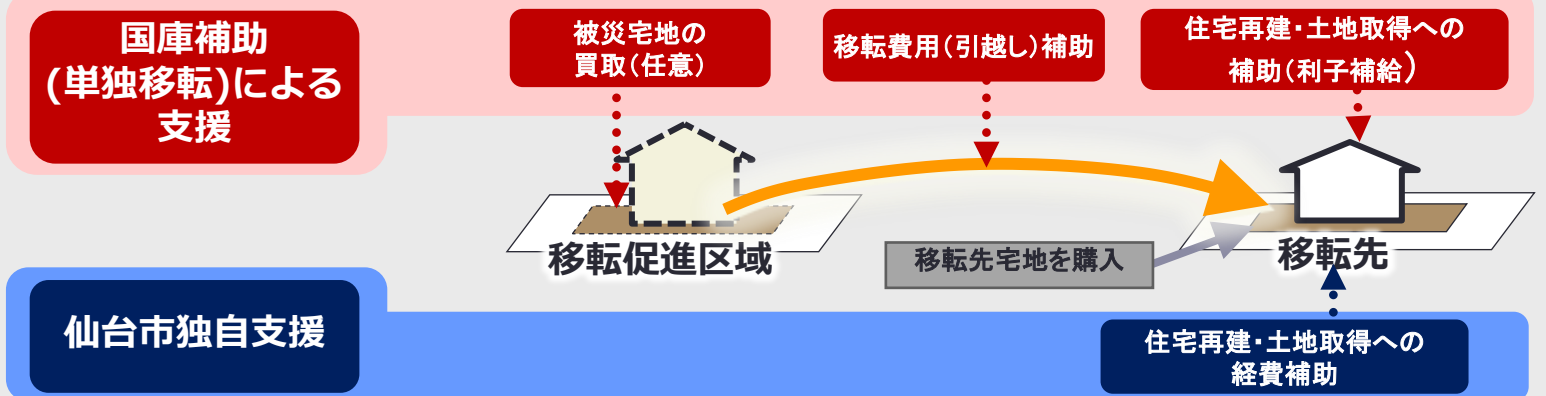 国庫補助
(単独移転)による
支援
被災宅地の
買取(任意)
移転費用(引越し)補助
住宅再建・土地取得への
補助(利子補給)
移転促進区域
移転先宅地を購入
移転先
仙台市独自支援
住宅再建・土地取得への
経費補助